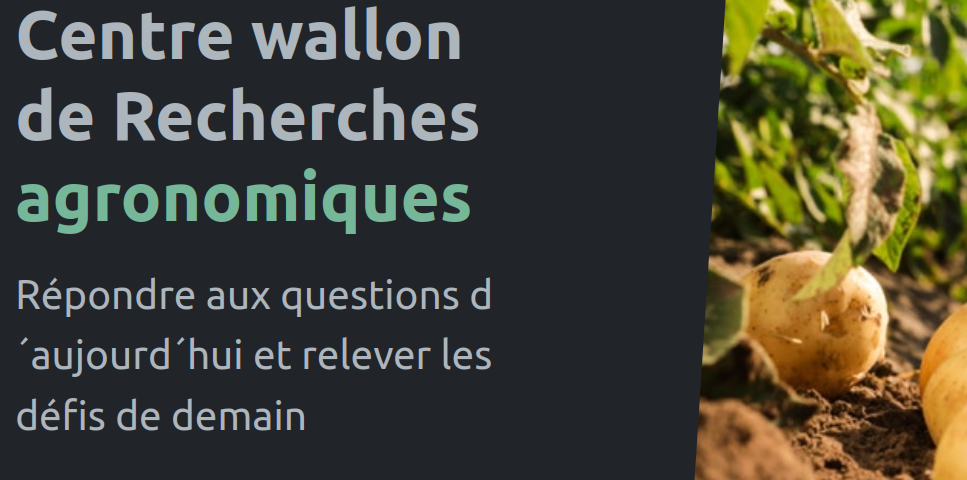 Centre wallon
de Recherches
agronomiques
Répondre aux questions d
´aujourd´hui et relever les
défis de demain